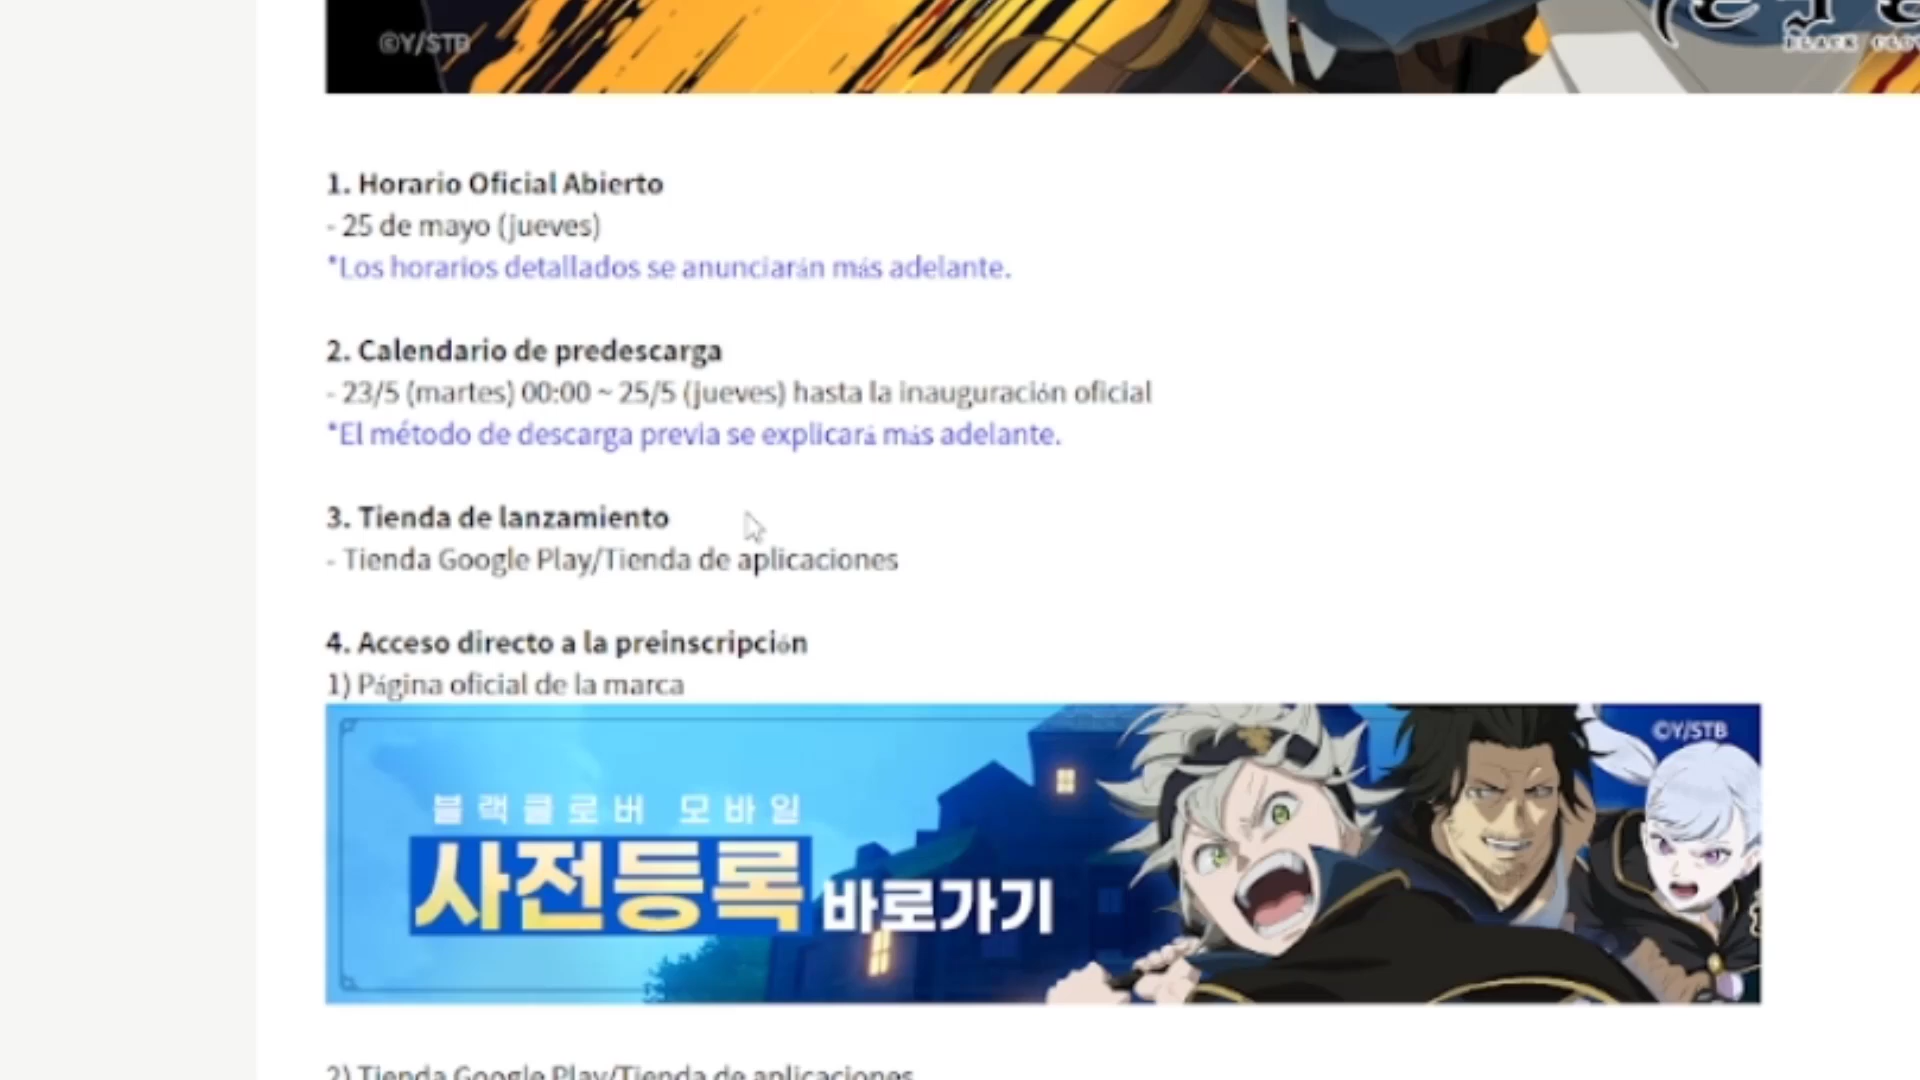 ©Y/STB
1. Horario Oficial Abierto
- 25 de mayo (jueves)
*Los horarios detallados se anunciarán más adelante.
2. Calendario de predescarga
- 23/5 (martes) 00:00 ~ 25/5 (jueves) hasta la inauguración oficial
*El método de descarga previa se explicará más adelante.
3. Tienda de lanzamiento
- Tienda Google Play/Tienda de aplicaciones
4. Acceso directo a la preinscripción
1) Página oficial de la marca
©Y/STB
블랙클로버 모바일
사전등록 바로가기
2) Tienda Google Play/Tienda de aplicaciones